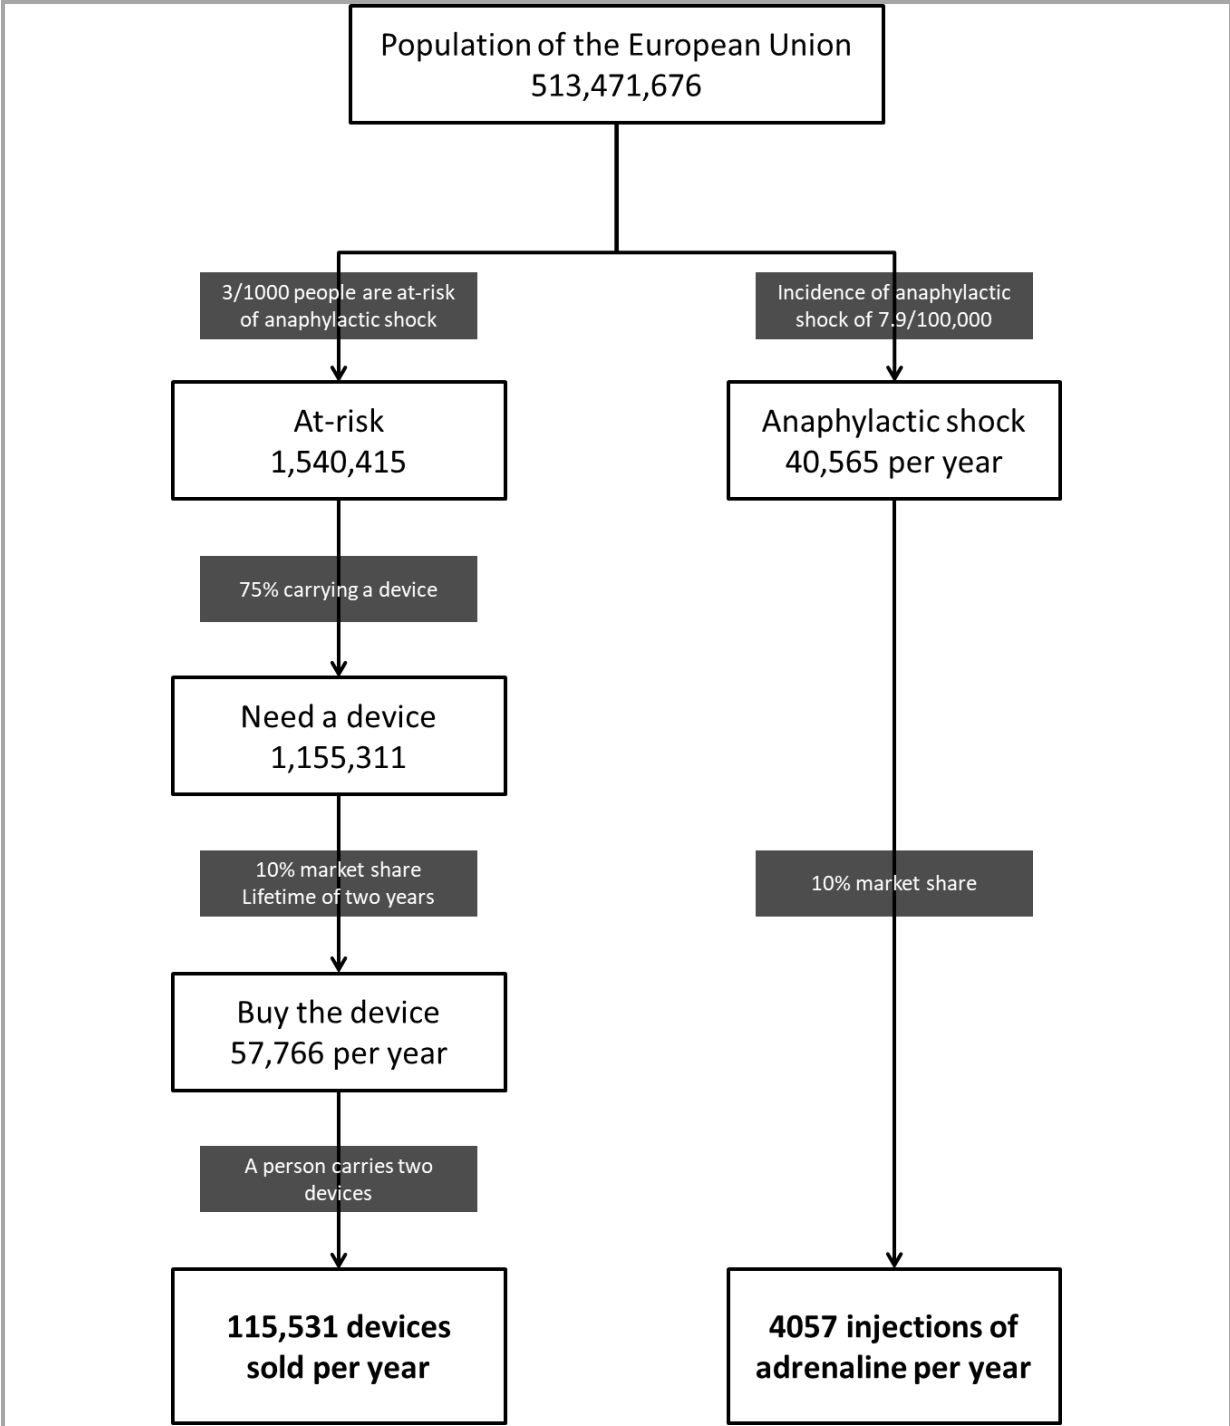 Population of the European Union
513,471,676
3/1000 people are at-risk
of anaphylactic shock
Incidence of anaphylactic
shock of 7.9/100,000
At-risk
1,540,415
Anaphylactic shock
40,565 per year
75% carrying a device
Need a device
1,155,311
10% market share
Lifetime of two years
10% market share
Buy the device
57,766 per year
A person carries two
devices
115,531 devices
sold per year
4057 injections of
adrenaline per year